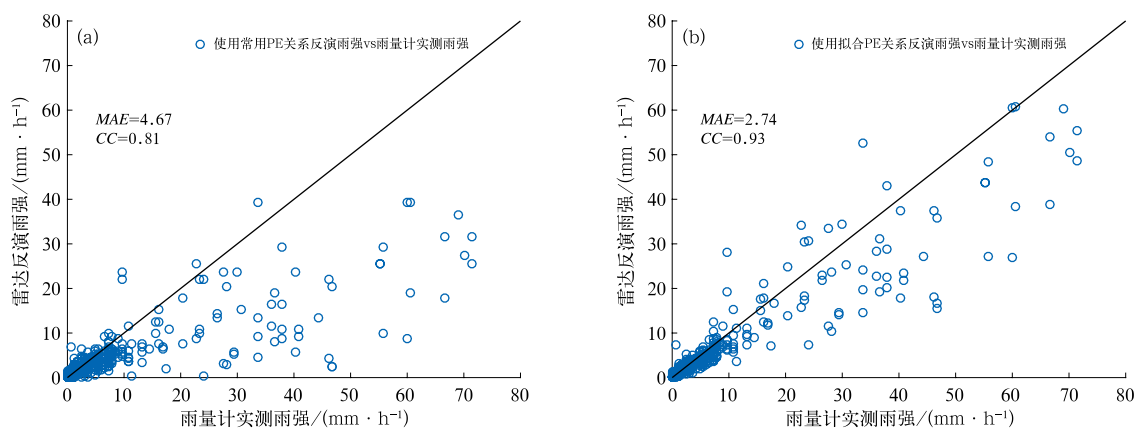 (a)
使用常用PE关系反演雨强vs雨量计实测雨强
MAE=4.67
CC=0.81
雷达反演雨强/(mm · h⁻¹)
80
70
60
50
40
30
20
10
0
0 10 20 30 40 50 60 70 80
雨量计实测雨强/(mm · h⁻¹)
(b)
使用拟合PE关系反演雨强vs雨量计实测雨强
MAE=2.74
CC=0.93
雷达反演雨强/(mm · h⁻¹)
80
70
60
50
40
30
20
10
0
0 10 20 30 40 50 60 70 80
雨量计实测雨强/(mm · h⁻¹)